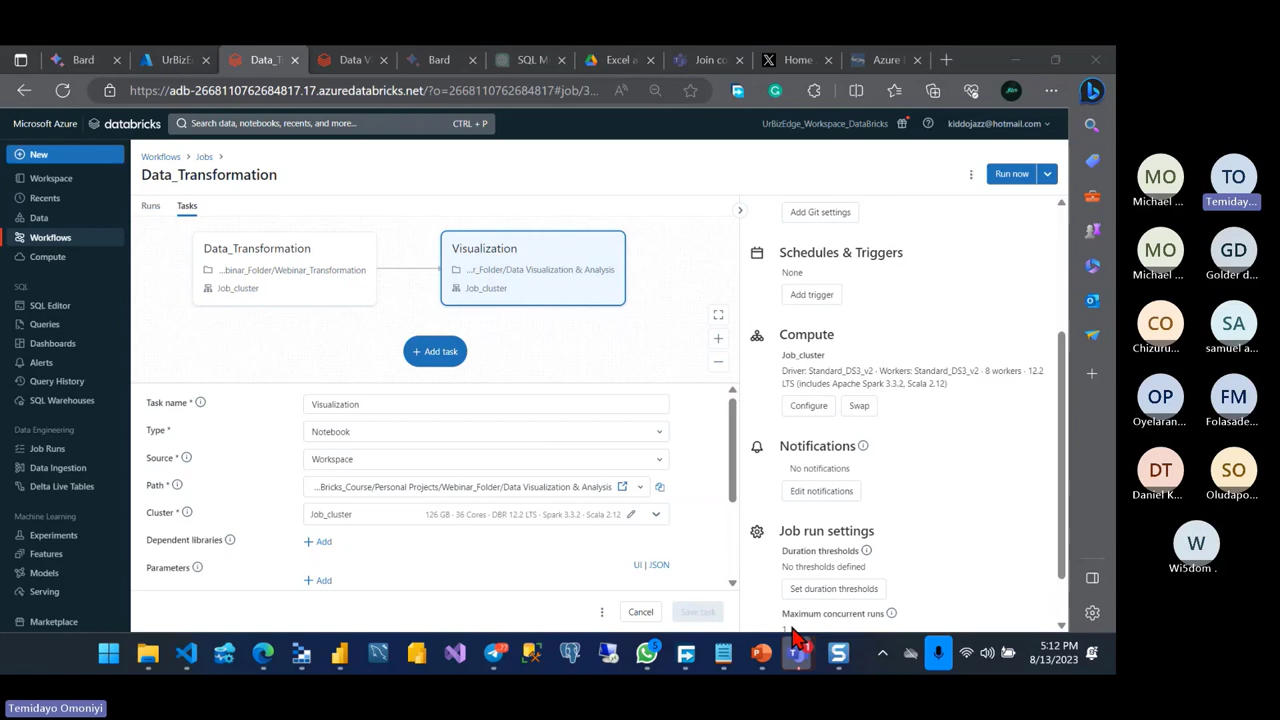 Bard
UrBizE
Data_T
Data V
Bard
SQL M
Excel a
Join co
Home
Azure
https://adb-2668110762684817.17.azuredatabricks.net/?o=2668110762684817#job/3...
Microsoft Azure
databricks
Search data, notebooks, recents, and more...
CTRL + P
UrBizEdge_Workspace_DataBricks
kiddojazz@hotmail.com
New
Workspace
Recents
Data
Workflows
Compute
SQL
SQL Editor
Queries
Dashboards
Alerts
Query History
SQL Warehouses
Data Engineering
Job Runs
Data Ingestion
Delta Live Tables
Machine Learning
Experiments
Features
Models
Serving
Marketplace
Workflows > Jobs >
Data_Transformation
Run now
Runs
Tasks
Data_Transformation
...binar_Folder/Webinar_Transformation
Job_cluster
Visualization
...r_Folder/Data Visualization & Analysis
Job_cluster
+ Add task
Task name *
Visualization
Type *
Notebook
Source *
Workspace
Path *
...Bricks_Course/Personal Projects/Webinar_Folder/Data Visualization & Analysis
Cluster *
Job_cluster
126 GB · 36 Cores · DBR 12.2 LTS · Spark 3.3.2 · Scala 2.12
Dependent libraries
+ Add
Parameters
UI | JSON
+ Add
Cancel
Save task
Add Git settings
Schedules & Triggers
None
Add trigger
Compute
Job_cluster
Driver: Standard_DS3_v2 · Workers: Standard_DS3_v2 · 8 workers · 12.2
LTS (includes Apache Spark 3.3.2, Scala 2.12)
Configure
Swap
Notifications
No notifications
Edit notifications
Job run settings
Duration thresholds
No thresholds defined
Set duration thresholds
Maximum concurrent runs
1
5
1
5:12 PM
8/13/2023
MO
Michael ...
TO
Temiday...
MO
Michael ...
GD
Golder d...
CO
Chizuru...
SA
samuel a...
OP
Oyelaran...
FM
Folasade...
DT
Daniel K...
SO
Oludapo...
W
Wi5dom .
Temidayo Omoniyi